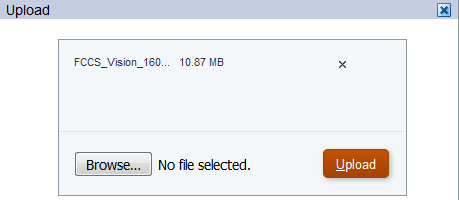 Upload
FCCS_Vision_160... 10.87 MB
Browse... No file selected. Upload